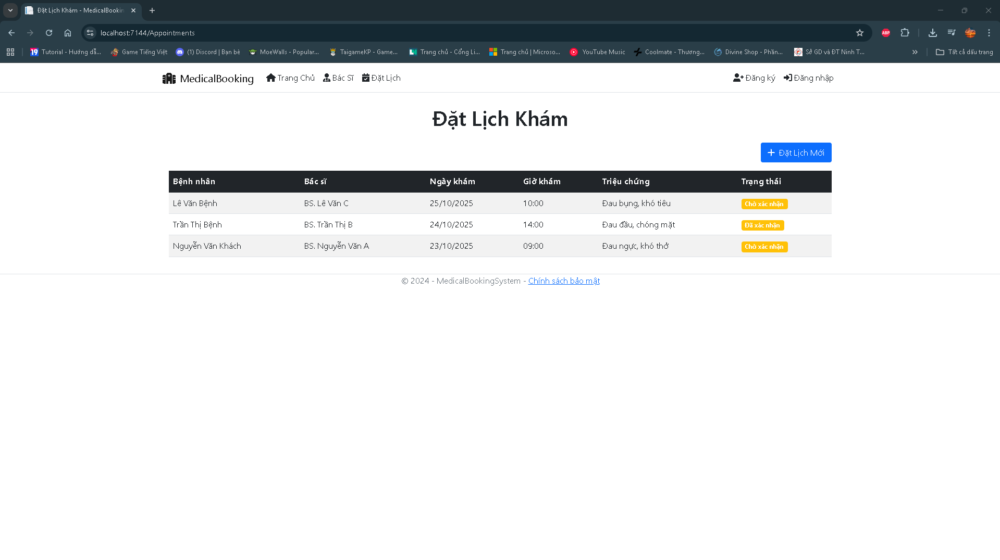 Đặt Lịch Khám - MedicalBookin
localhost:7144/Appointments
ABP
19 Tutorial - Hướng dẫ... Game Tiếng Việt (1) Discord | Bạn bè MoeWalls - Popular... TaigameKP - Game... Trang chủ - Cổng Li... Trang chủ | Microso... YouTube Music Coolmate - Thương... Divine Shop - Phần... Sở GD và ĐT Ninh T... Tất cả dấu trang
MedicalBooking Trang Chủ Bác Sĩ Đặt Lịch Đăng ký Đăng nhập
Đặt Lịch Khám
Đặt Lịch Mới
Bệnh nhân Bác sĩ Ngày khám Giờ khám Triệu chứng Trạng thái
Lê Văn Bệnh BS. Lê Văn C 25/10/2025 10:00 Đau bụng, khó tiêu Chờ xác nhận
Trần Thị Bệnh BS. Trần Thị B 24/10/2025 14:00 Đau đầu, chóng mặt Đã xác nhận
Nguyễn Văn Khách BS. Nguyễn Văn A 23/10/2025 09:00 Đau ngực, khó thở Chờ xác nhận
© 2024 - MedicalBookingSystem - Chính sách bảo mật